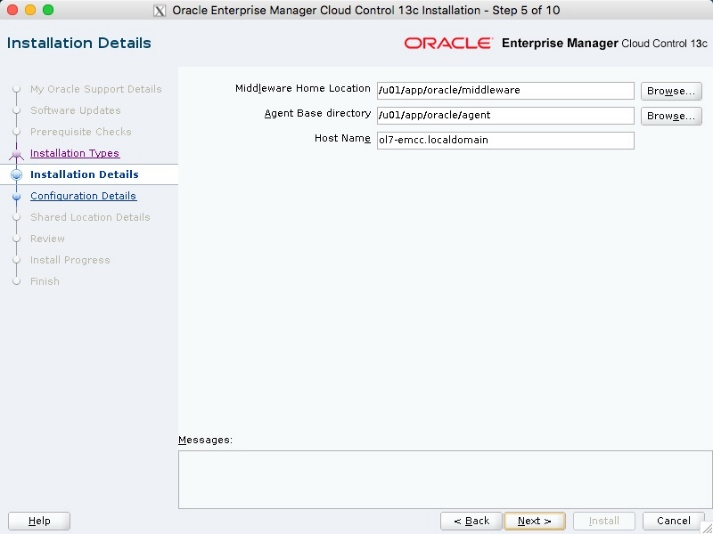 Oracle Enterprise Manager Cloud Control 13c Installation - Step 5 of 10
Installation Details
ORACLE Enterprise Manager Cloud Control 13c
My Oracle Support Details
Software Updates
Prerequisite Checks
Installation Types
Installation Details
Configuration Details
Shared Location Details
Review
Install Progress
Finish
Middleware Home Location /u01/app/oracle/middleware Browse...
Agent Base directory /u01/app/oracle/agent Browse...
Host Name ol7-emcc.localdomain
Messages:
Help < Back Next > Install Cancel